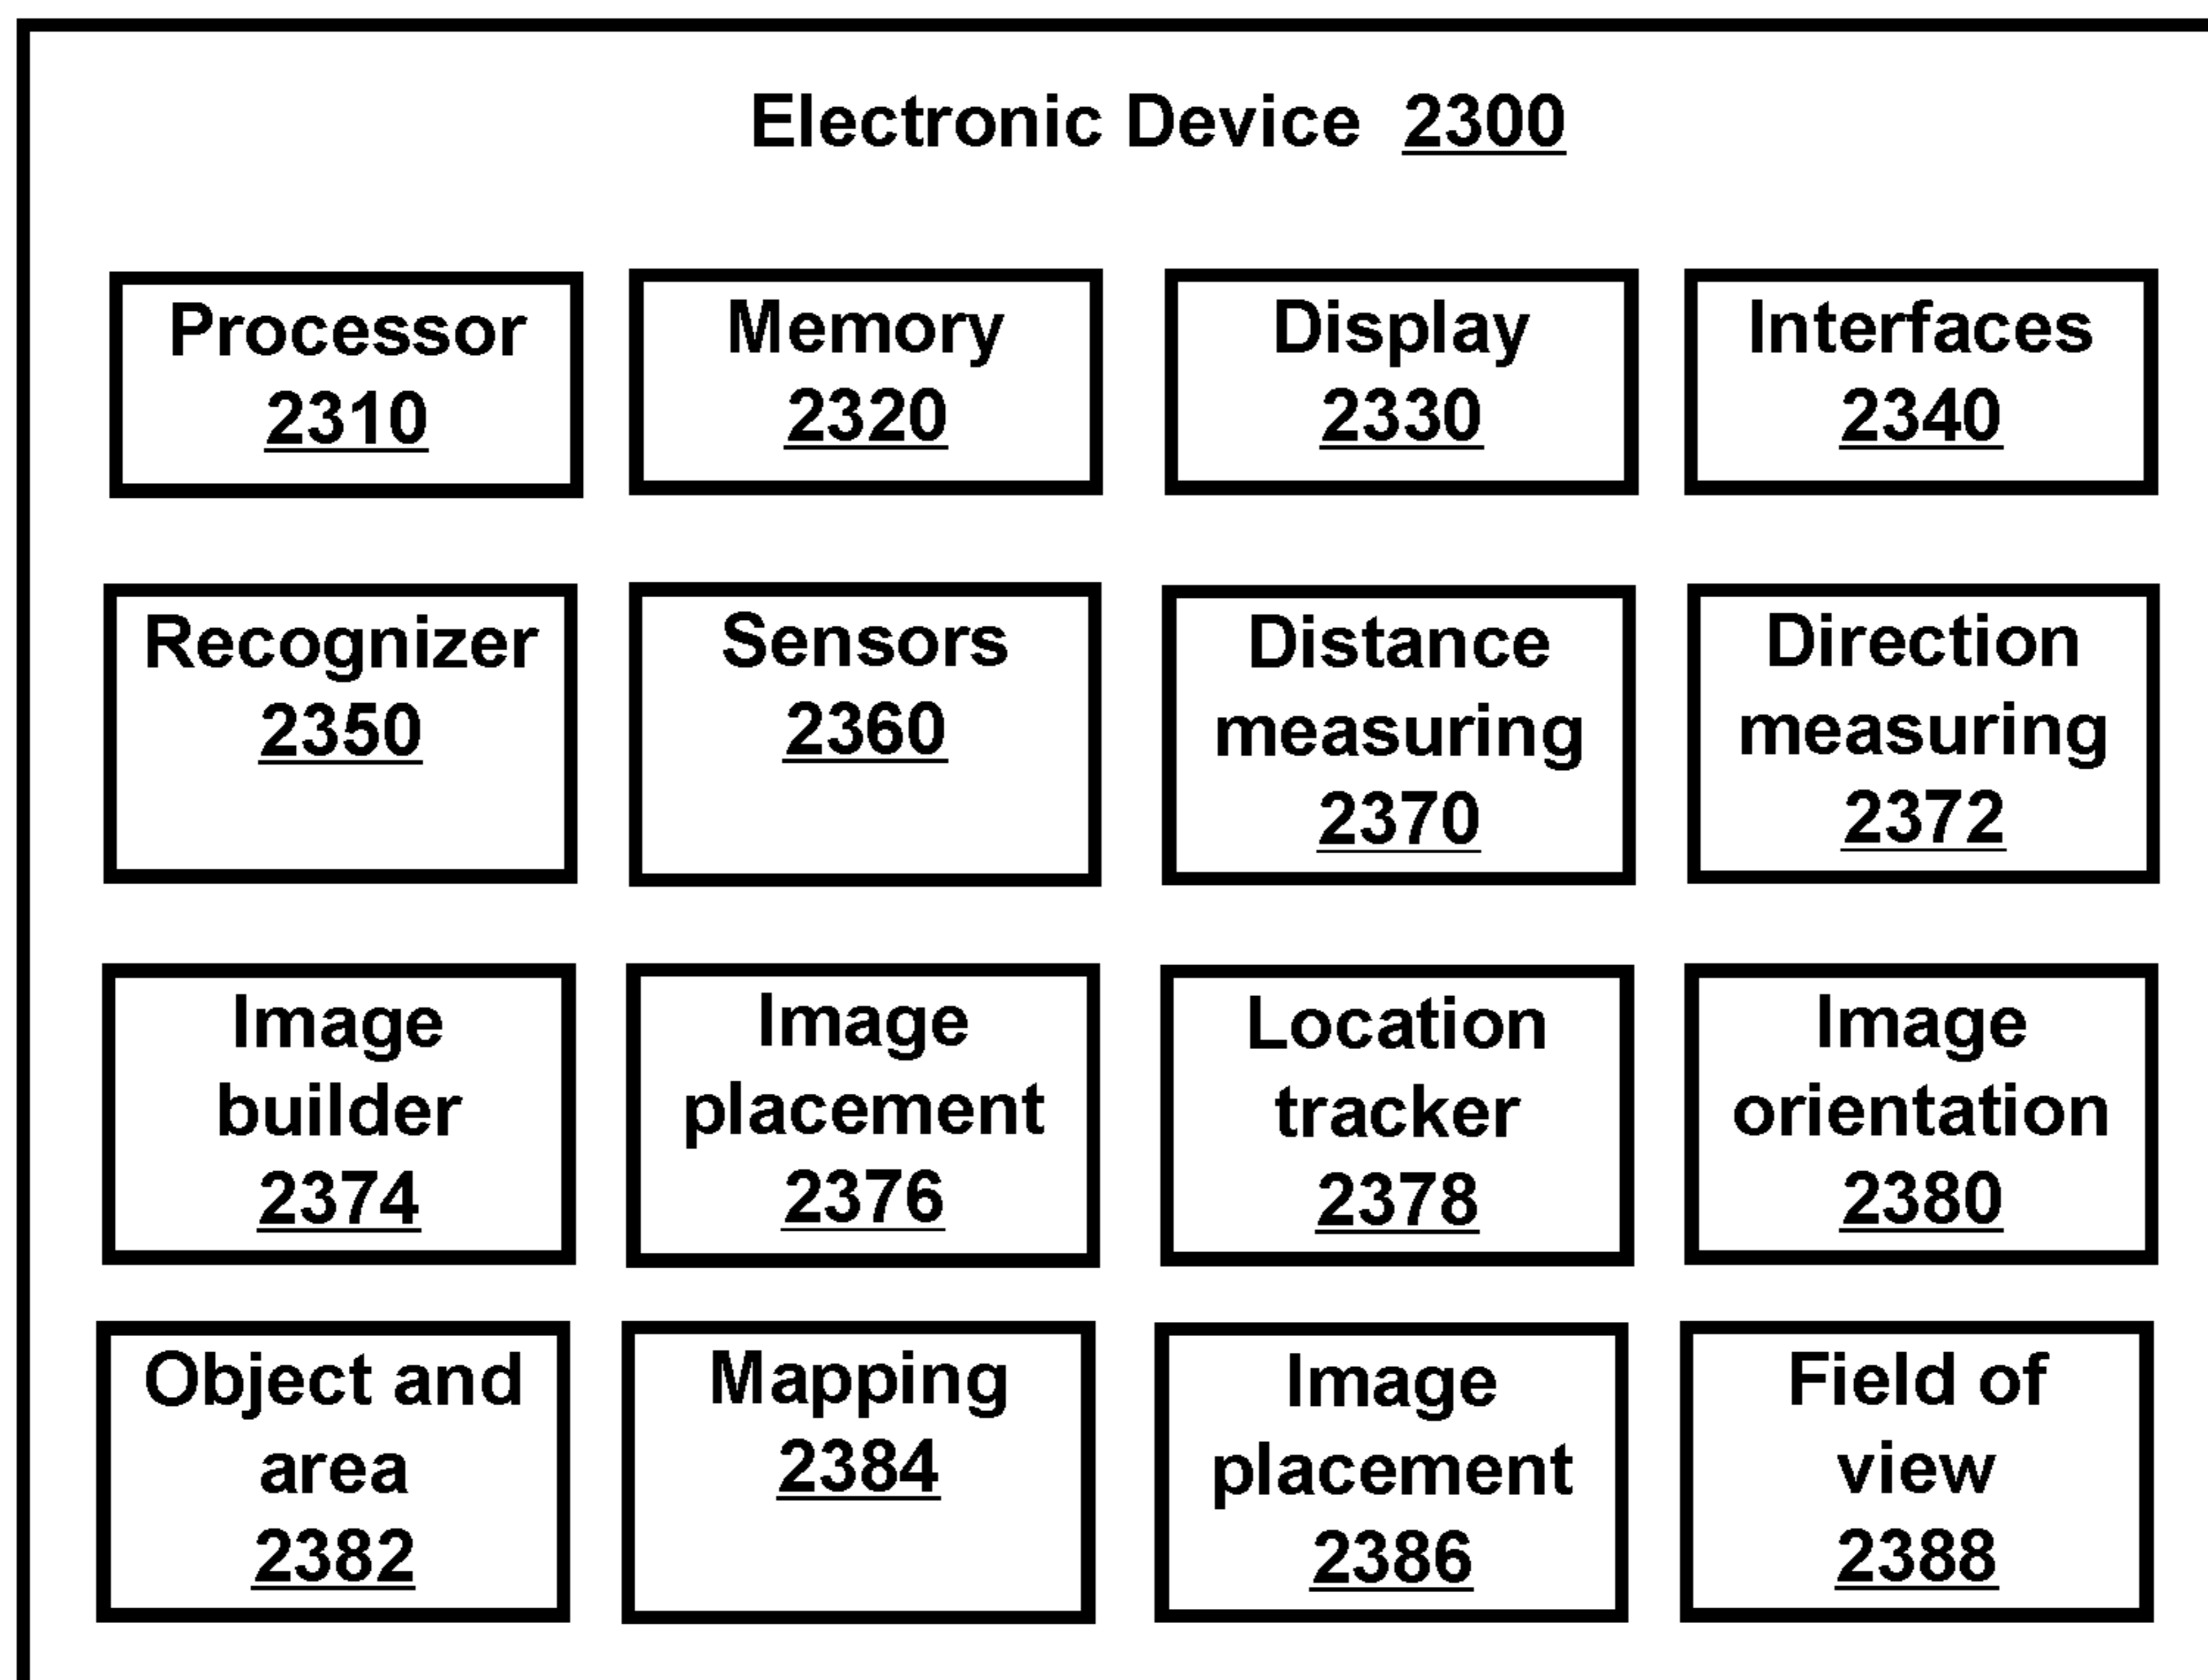 Electronic Device 2300
Processor
2310
Memory
2320
Display
2330
Interfaces
2340
Recognizer
2350
Sensors
2360
Distance
measuring
2370
Direction
measuring
2372
Image
builder
2374
Image
placement
2376
Location
tracker
2378
Image
orientation
2380
Object and
area
2382
Mapping
2384
Image
placement
2386
Field of
view
2388